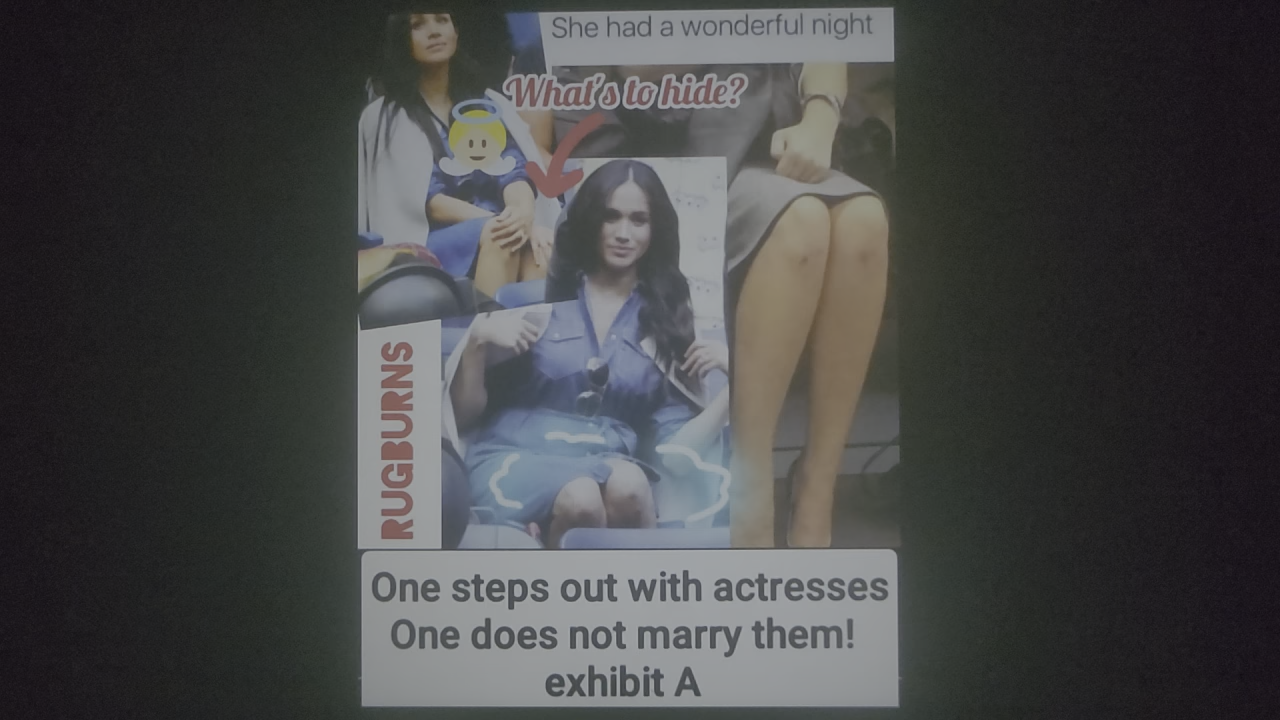 She had a wonderful night
What's to hide?
RUGBURNS
One steps out with actresses
One does not marry them!
exhibit A